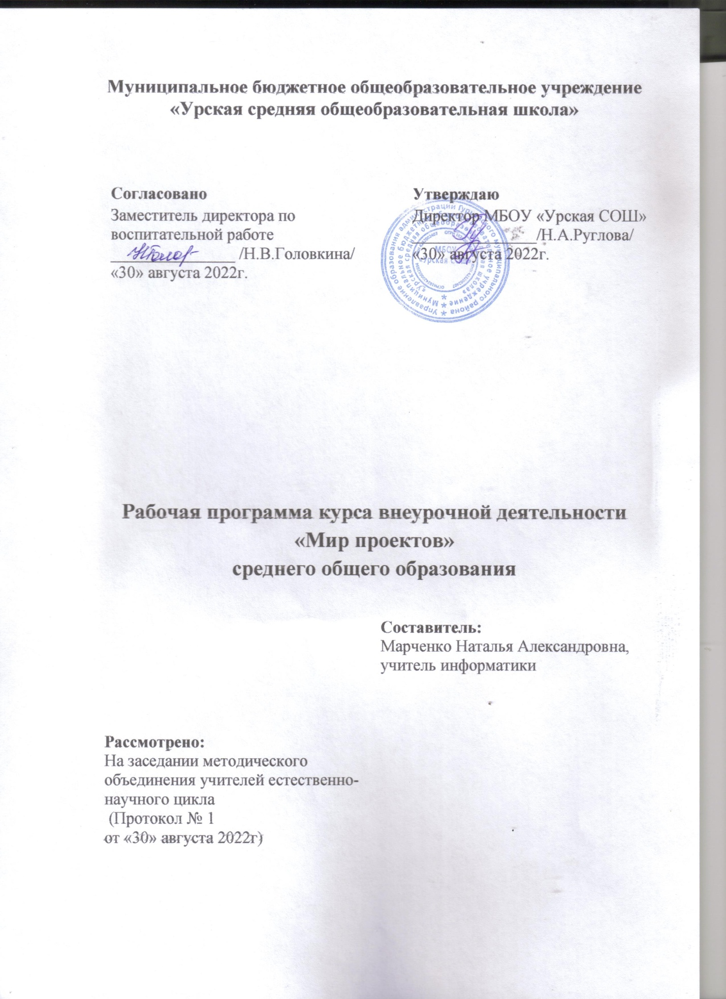 Муниципальное бюджетное общеобразовательное учреждение
«Урская средняя общеобразовательная школа»
Согласовано
Заместитель директора по
воспитательной работе
/Н.В.Головкина/
«30» августа 2022г.
Утверждаю
Директор МБОУ «Урская СОШ»
/Н.А.Руглова/
«30» августа 2022г.
Управление образования администрации Гурьевского муниципального района
Муниципальное бюджетное общеобразовательное учреждение
«Урская средняя общеобразовательная школа»
МБОУ
«Урская СОШ»
Рабочая программа курса внеурочной деятельности
«Мир проектов»
среднего общего образования
Составитель:
Марченко Наталья Александровна,
учитель информатики
Рассмотрено:
На заседании методического
объединения учителей естественно-
научного цикла
(Протокол № 1
от «30» августа 2022г)